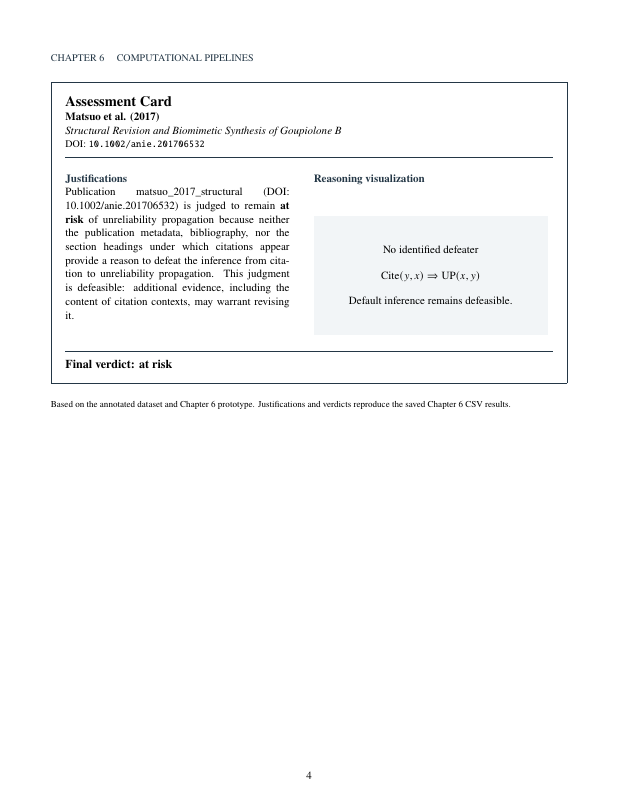 CHAPTER 6 COMPUTATIONAL PIPELINES
Assessment Card
Matsuo et al. (2017)
Structural Revision and Biomimetic Synthesis of Goupiolone B
DOI: 10.1002/anie.201706532
Justifications
Publication matsuo_2017_structural (DOI:
10.1002/anie.201706532) is judged to remain at
risk of unreliability propagation because neither
the publication metadata, bibliography, nor the
section headings under which citations appear
provide a reason to defeat the inference from cita-
tion to unreliability propagation. This judgment
is defeasible: additional evidence, including the
content of citation contexts, may warrant revising
it.
Reasoning visualization
No identified defeater
Cite(y, x) ⇒ UP(x, y)
Default inference remains defeasible.
Final verdict: at risk
Based on the annotated dataset and Chapter 6 prototype. Justifications and verdicts reproduce the saved Chapter 6 CSV results.
4